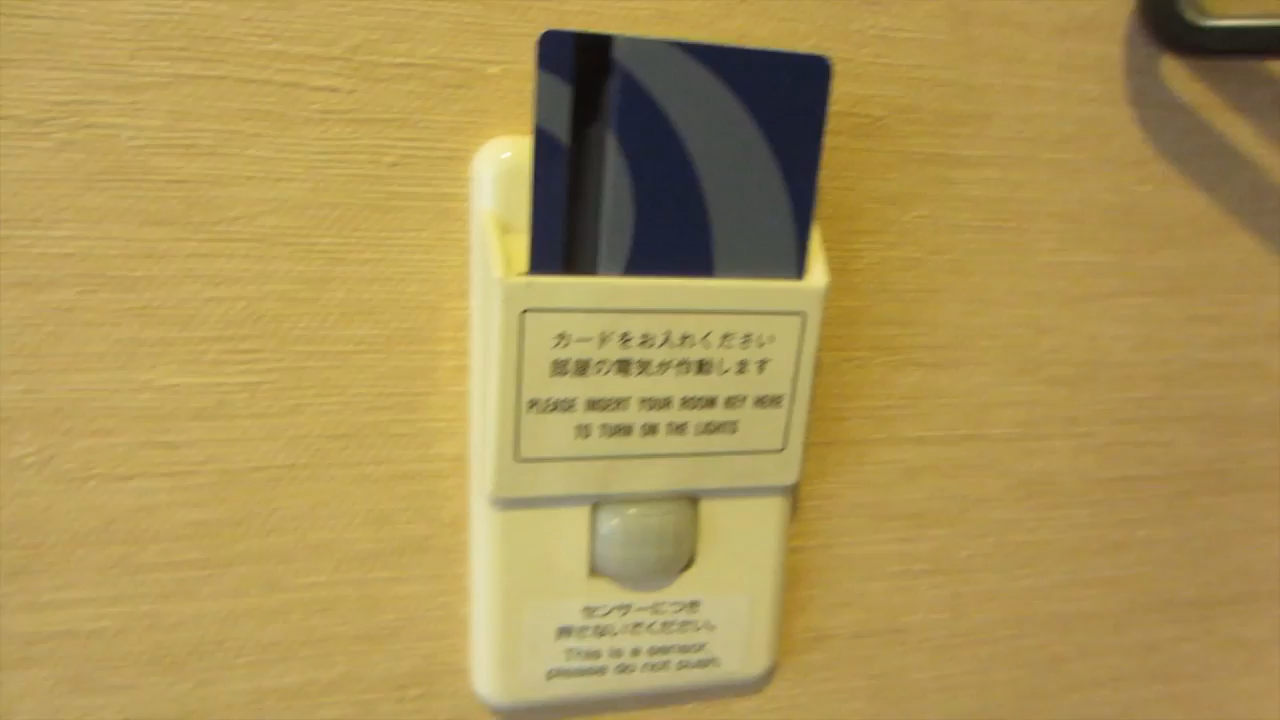 カードをお入れください
部屋の電気が作動します
PLEASE INSERT YOUR ROOM KEY HERE
TO TURN ON THE LIGHTS
センサーにつき
押さないでください。
This is a sensor,
please do not push.